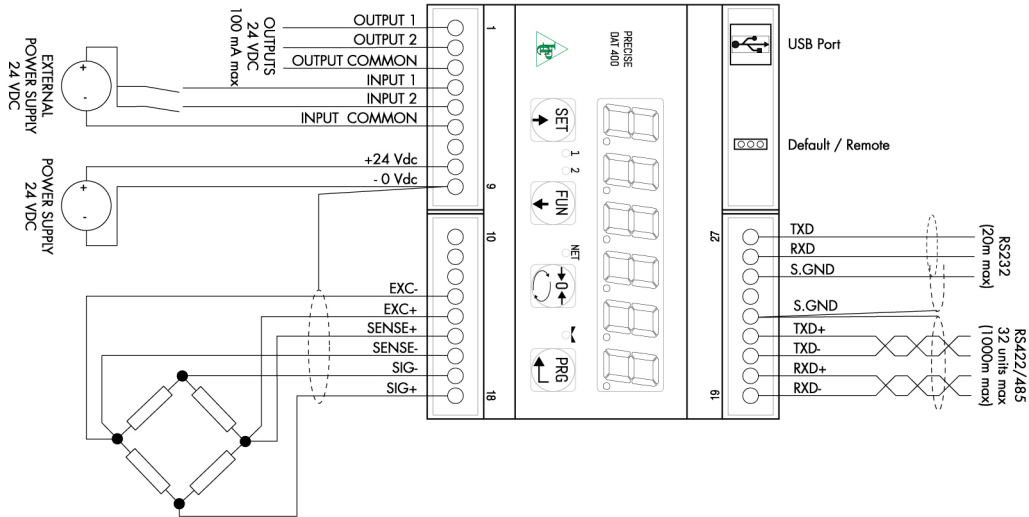 OUTPUT 1
OUTPUT 2
OUTPUT COMMON
INPUT 1
INPUT 2
INPUT COMMON
+24 Vdc
- 0 Vdc
OUTPUTS
24 VDC
100 mA max
EXTERNAL
POWER SUPPLY
24 VDC
+
-
POWER SUPPLY
24 VDC
+
-
EXC-
EXC+
SENSE+
SENSE-
SIG-
SIG+
1
9
10
18
PRECISE
DAT 400
SET
1
2
FUN
NET
0
PRG
27
19
USB Port
Default / Remote
TXD
RXD
S.GND
S.GND
TXD+
TXD-
RXD+
RXD-
RS232
(20m max)
RS422/485
32 units max
(1000m max)